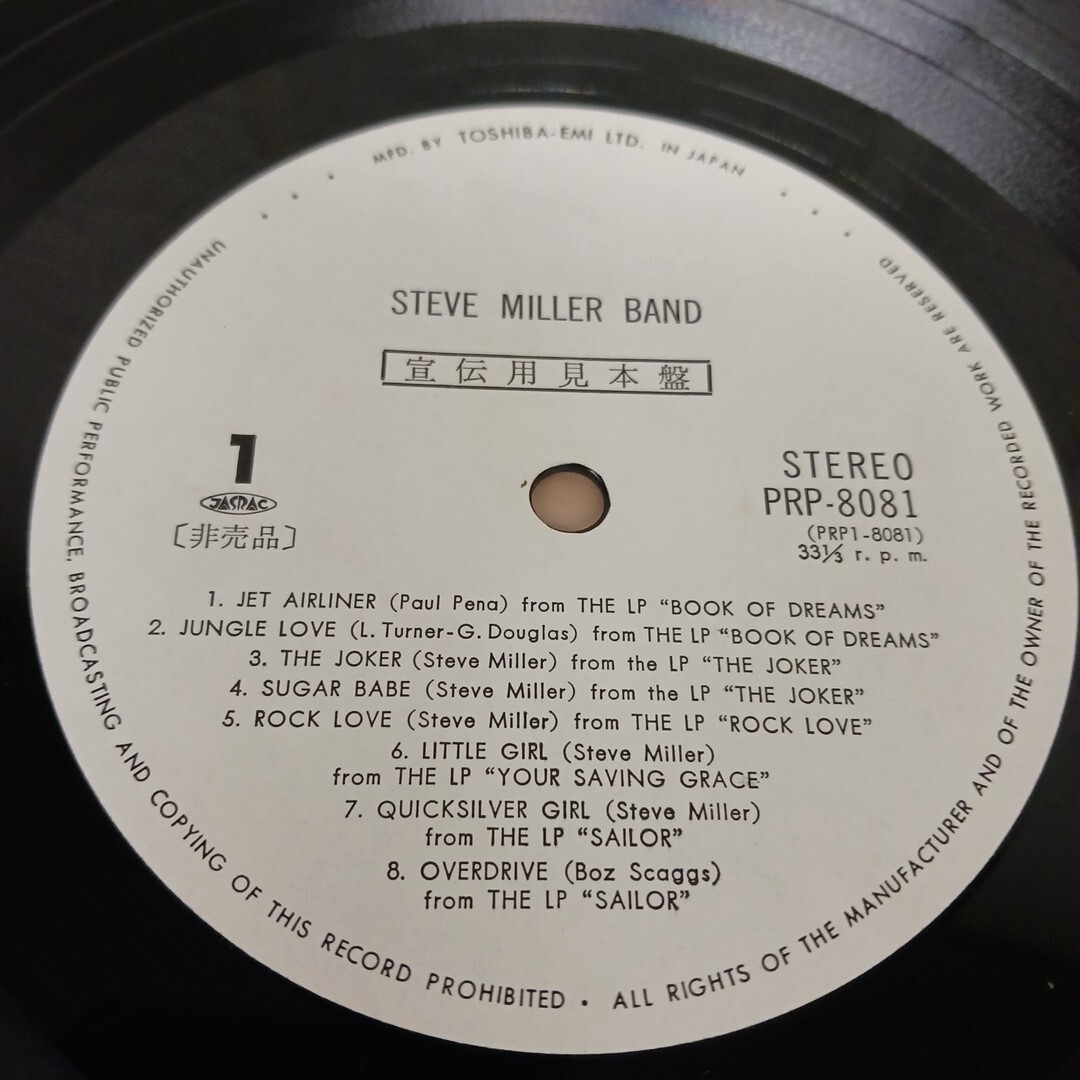 MFD. BY TOSHIBA-EMI LTD. IN JAPAN
STEVE MILLER BAND
宣伝用見本盤
1
JASRAC
〔非売品〕
STEREO
PRP-8081
(PRP1-8081)
33⅓ r. p. m.
1. JET AIRLINER (Paul Pena) from THE LP “BOOK OF DREAMS”
2. JUNGLE LOVE (L. Turner-G. Douglas) from THE LP “BOOK OF DREAMS”
3. THE JOKER (Steve Miller) from the LP “THE JOKER”
4. SUGAR BABE (Steve Miller) from the LP “THE JOKER”
5. ROCK LOVE (Steve Miller) from THE LP “ROCK LOVE”
6. LITTLE GIRL (Steve Miller)
from THE LP “YOUR SAVING GRACE”
7. QUICKSILVER GIRL (Steve Miller)
from THE LP “SAILOR”
8. OVERDRIVE (Boz Scaggs)
from THE LP “SAILOR”
UNAUTHORIZED PUBLIC PERFORMANCE, BROADCASTING AND COPYING OF THIS RECORD PROHIBITED • ALL RIGHTS OF THE MANUFACTURER AND OF THE OWNER OF THE RECORDED WORK ARE RESERVED